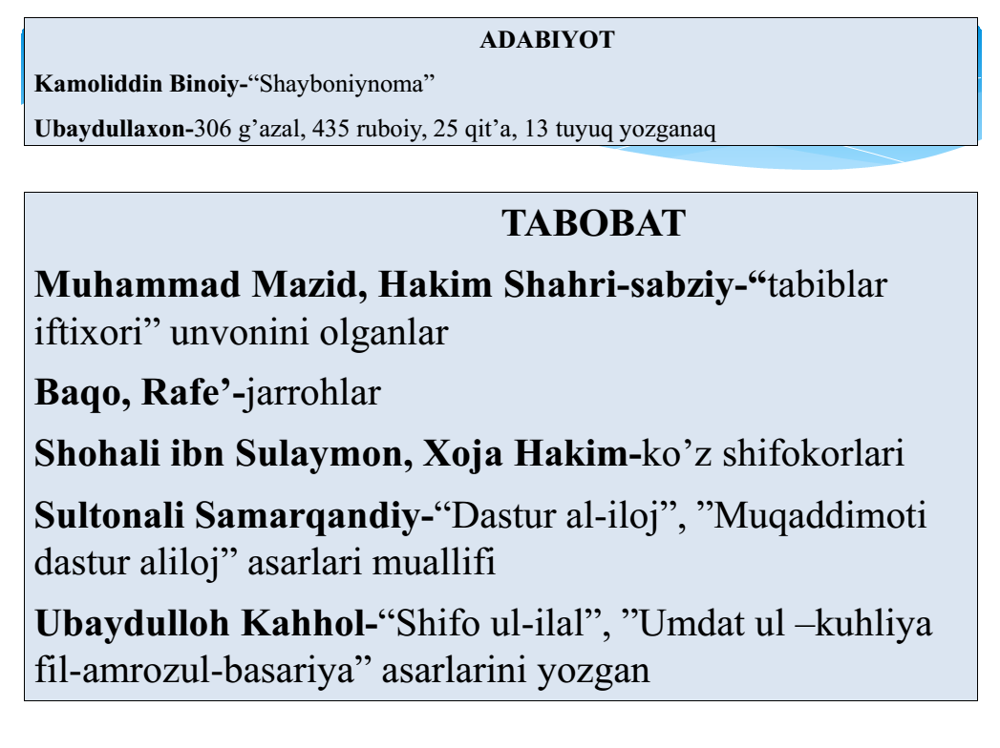 ADABIYOT
Kamoliddin Binoiy-“Shayboniynoma”
Ubaydullaxon-306 g’azal, 435 ruboiy, 25 qit’a, 13 tuyuq yozganaq
TABOBAT
Muhammad Mazid, Hakim Shahri-sabziy-“tabiblar
iftixori” unvonini olganlar
Baqo, Rafe’-jarrohlar
Shohali ibn Sulaymon, Xoja Hakim-ko’z shifokorlari
Sultonali Samarqandiy-“Dastur al-iloj”, ”Muqaddimoti
dastur aliloj” asarlari muallifi
Ubaydulloh Kahhol-“Shifo ul-ilal”, ”Umdat ul –kuhliya
fil-amrozul-basariya” asarlarini yozgan